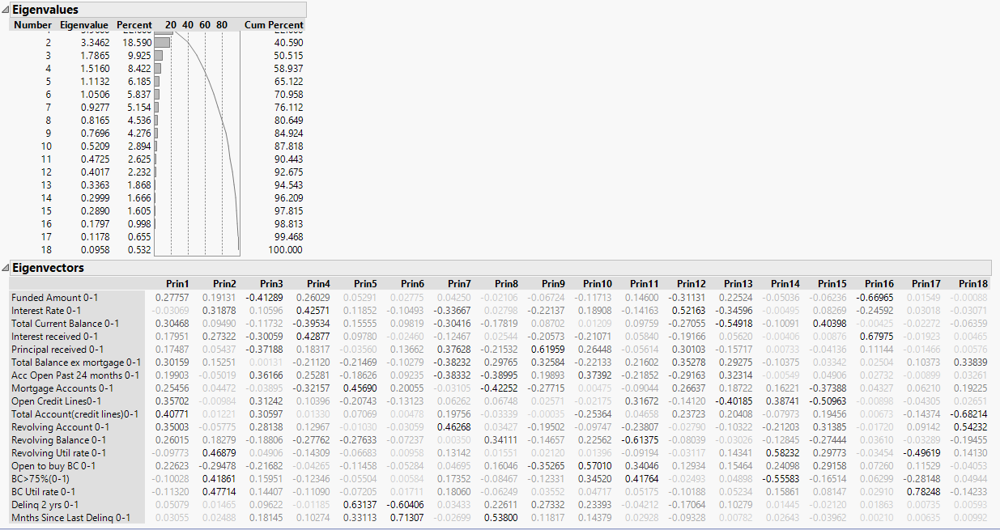 Eigenvalues
Number Eigenvalue Percent 20 40 60 80 Cum Percent
2 3.3462 18.590 40.590
3 1.7865 9.925 50.515
4 1.5160 8.422 58.937
5 1.1132 6.185 65.122
6 1.0506 5.837 70.958
7 0.9277 5.154 76.112
8 0.8165 4.536 80.649
9 0.7696 4.276 84.924
10 0.5209 2.894 87.818
11 0.4725 2.625 90.443
12 0.4017 2.232 92.675
13 0.3363 1.868 94.543
14 0.2999 1.666 96.209
15 0.2890 1.605 97.815
16 0.1797 0.998 98.813
17 0.1178 0.655 99.468
18 0.0958 0.532 100.000
Eigenvectors
Prin1 Prin2 Prin3 Prin4 Prin5 Prin6 Prin7 Prin8 Prin9 Prin10 Prin11 Prin12 Prin13 Prin14 Prin15 Prin16 Prin17 Prin18
Funded Amount 0-1 0.27757 0.19131 -0.41289 0.26029 0.05291 0.02775 0.04250 -0.02106 -0.06724 -0.11713 0.14600 -0.31131 0.22524 -0.05036 -0.06236 -0.66965 0.01549 -0.00088
Interest Rate 0-1 -0.03069 0.31878 0.10596 0.42571 0.11852 -0.10493 -0.33667 0.02798 -0.22137 0.18908 -0.14163 0.52163 -0.34596 -0.00495 0.08269 -0.24592 0.03018 -0.03071
Total Current Balance 0-1 0.30468 0.09490 -0.11732 -0.39534 0.15555 0.09819 -0.30416 -0.17819 0.08702 0.01209 0.09759 -0.27055 -0.54918 -0.10091 0.40398 -0.00425 -0.02272 -0.06359
Interest received 0-1 0.17951 0.27322 -0.30059 0.42877 0.09780 -0.02460 -0.12467 0.02544 -0.20573 -0.21071 0.05840 -0.19166 0.05620 -0.00406 0.00876 0.67975 -0.01923 0.00465
Principal received 0-1 0.17487 0.05437 -0.37188 0.18317 -0.03560 0.13662 0.37628 -0.21532 0.61959 0.26448 -0.05614 0.30103 -0.15717 -0.00733 -0.04136 0.11144 -0.01466 0.00576
Total Balance ex mortgage 0-1 0.30159 0.15251 0.00131 -0.21120 -0.21469 -0.10279 -0.38232 0.29765 0.32584 -0.22133 0.21602 0.35278 0.29275 -0.10375 0.03342 0.02504 0.10373 0.33839
Acc Open Past 24 months 0-1 0.19903 -0.05019 0.36166 0.25281 -0.18626 0.09235 -0.38332 -0.38995 0.19893 0.37392 -0.21852 -0.29163 0.32314 -0.00549 0.04906 0.02732 -0.00899 0.03261
Mortgage Accounts 0-1 0.25456 0.04472 -0.03895 -0.32157 0.45690 0.20055 -0.03105 -0.42252 -0.27715 0.00475 -0.09044 0.26637 0.18722 0.16221 -0.37388 0.04327 0.06210 0.19225
Open Credit Lines0-1 0.35702 -0.00984 0.31242 0.10396 -0.20743 -0.13123 0.06262 0.06748 0.02571 -0.02175 0.31672 -0.14120 -0.40185 0.38741 -0.50963 -0.00898 -0.04305 0.02651
Total Account(credit lines)0-1 0.40771 0.01221 0.30597 0.01330 0.07069 0.00478 0.19756 -0.03339 -0.00035 -0.25364 0.04658 0.23723 0.20408 -0.07973 0.19456 0.00673 -0.14374 -0.68214
Revolving Account 0-1 0.35003 -0.05775 0.28138 0.12967 -0.01030 -0.03059 0.46268 0.03427 -0.19502 -0.09747 -0.23807 -0.02790 -0.10322 -0.21203 0.31385 -0.01720 0.09142 0.54232
Revolving Balance 0-1 0.26015 0.18279 -0.18806 -0.27762 -0.27633 -0.07237 0.00350 0.34111 -0.14657 0.22562 -0.61375 -0.08039 -0.03026 -0.12845 -0.27444 0.03610 -0.03289 -0.19455
Revolving Util rate 0-1 -0.09773 0.46879 0.04906 -0.14309 -0.06683 0.00958 0.13142 0.01551 0.02120 0.01396 -0.09194 -0.03117 0.14341 0.58232 0.29773 -0.03454 -0.49619 0.14130
Open to buy BC 0-1 0.22623 -0.29478 -0.21682 -0.04265 -0.11458 -0.05284 0.04695 0.16046 -0.35265 0.57010 0.34046 0.12934 0.15464 0.24098 0.29158 0.07260 0.11529 -0.04053
BC>75%(0-1) -0.10028 0.41861 0.15951 -0.12346 -0.05504 0.00584 0.17352 -0.08467 -0.12331 0.34520 0.41764 -0.02493 0.04898 -0.55583 -0.16514 0.06299 -0.28148 0.04944
BC Util rate 0-1 -0.11320 0.47714 0.14407 -0.11090 -0.07205 0.01711 0.18060 -0.06249 0.03552 0.04717 0.05175 -0.10188 0.05234 0.15861 0.08147 0.02910 0.78248 -0.14233
Delinq 2 yrs 0-1 0.05079 0.01465 0.09622 -0.01185 0.63137 -0.60406 -0.03433 0.22611 0.27332 0.23393 -0.04212 -0.17064 0.10279 -0.01445 -0.02120 0.01863 0.00735 0.00593
Mnths Since Last Delinq 0-1 0.03055 0.02488 0.18145 0.10274 0.33113 0.71307 -0.02699 0.53800 0.11817 0.14379 0.02928 -0.09328 0.00782 0.02643 -0.03962 0.00210 0.00635 0.00992